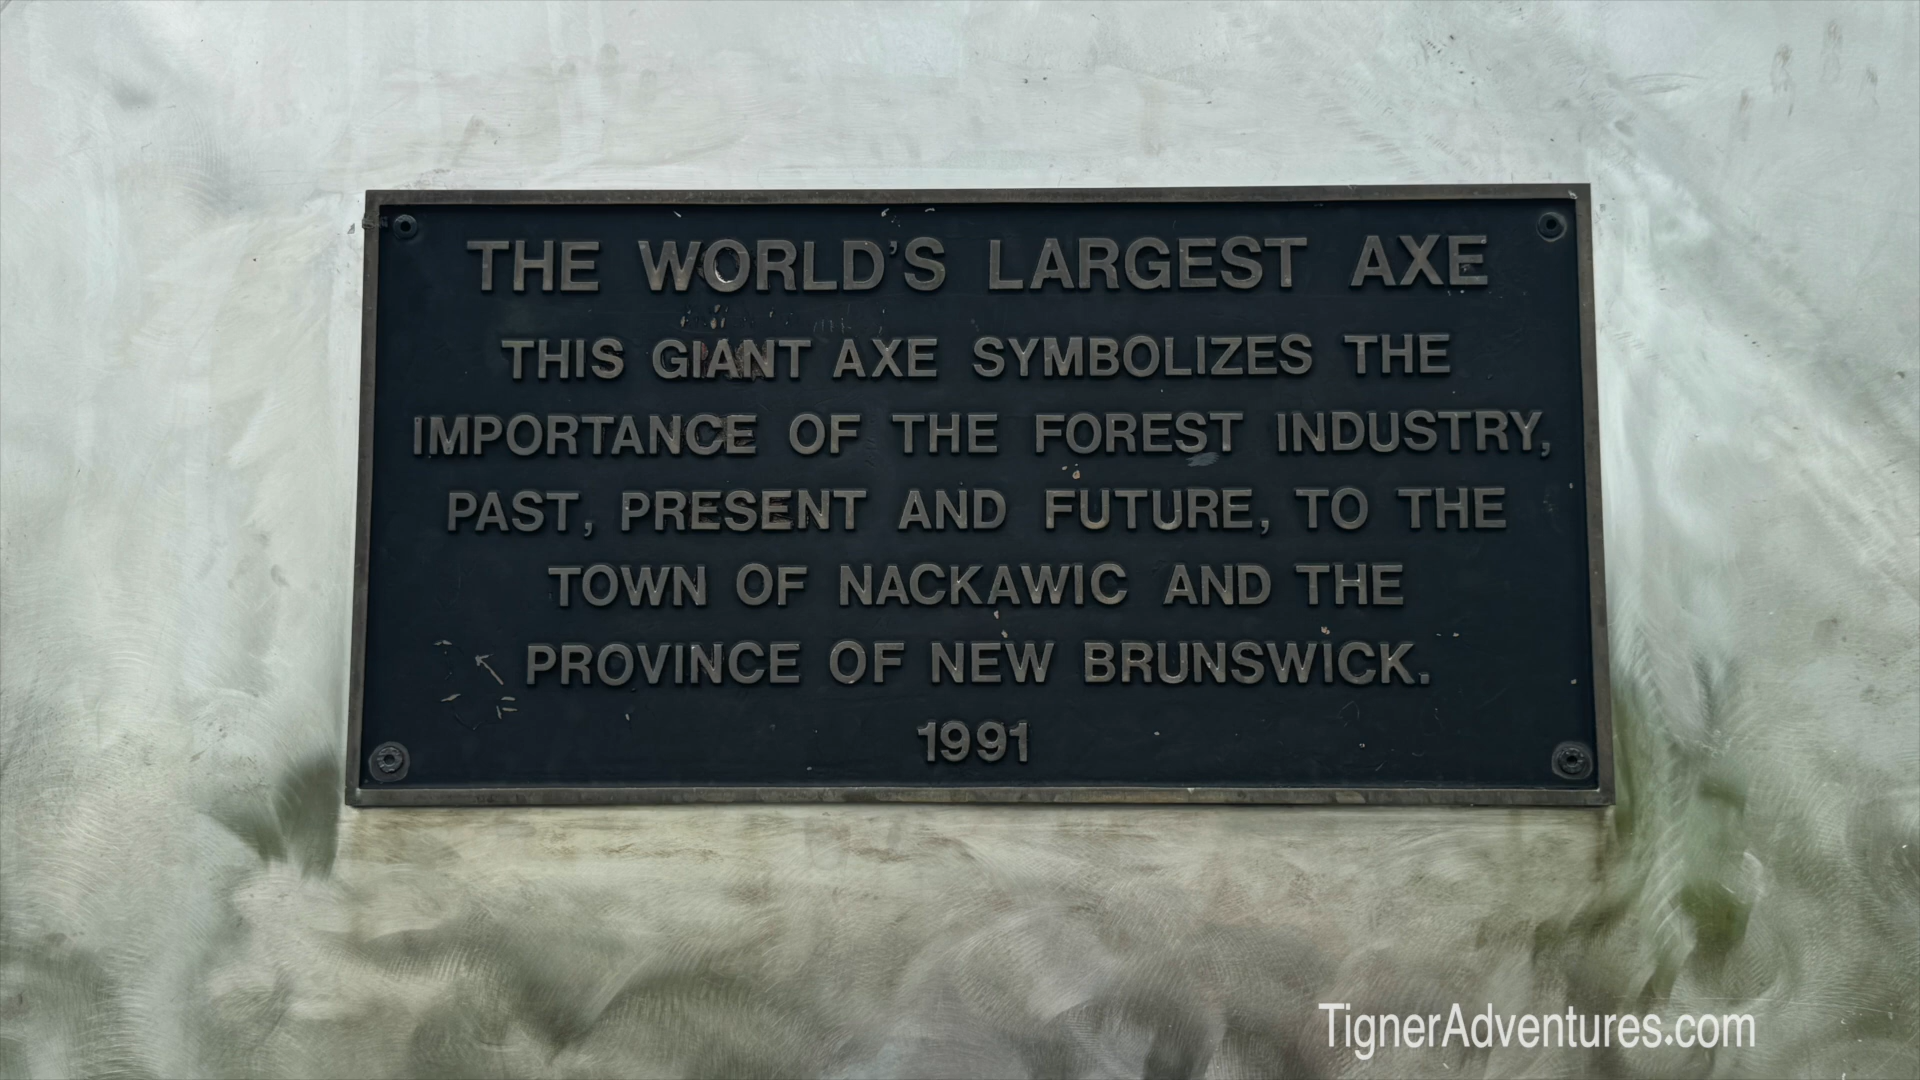 THE WORLD'S LARGEST AXE
THIS GIANT AXE SYMBOLIZES THE
IMPORTANCE OF THE FOREST INDUSTRY,
PAST, PRESENT AND FUTURE, TO THE
TOWN OF NACKAWIC AND THE
PROVINCE OF NEW BRUNSWICK.
1991
TignerAdventures.com